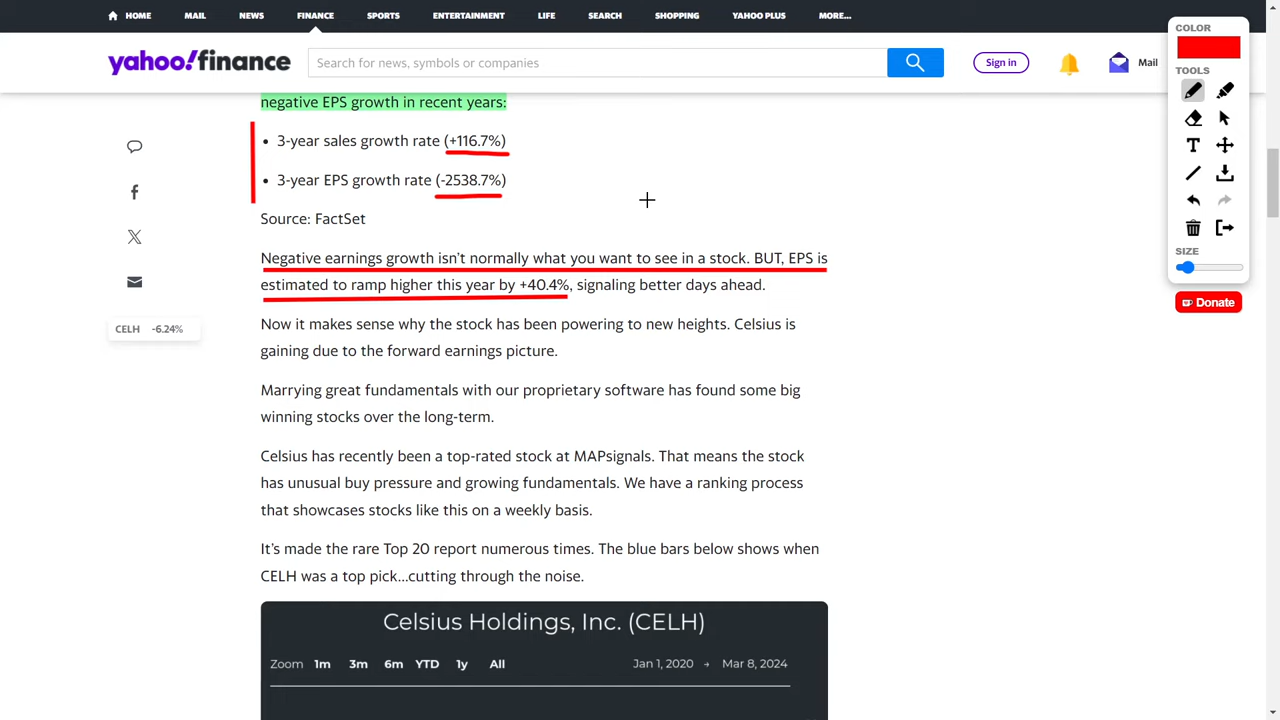 HOME
MAIL
NEWS
FINANCE
SPORTS
ENTERTAINMENT
LIFE
SEARCH
SHOPPING
YAHOO PLUS
MORE...
yahoo!finance
Search for news, symbols or companies
Sign in
Mail
COLOR
TOOLS
T
SIZE
Donate
negative EPS growth in recent years:
• 3-year sales growth rate (+116.7%)
• 3-year EPS growth rate (-2538.7%)
Source: FactSet
Negative earnings growth isn't normally what you want to see in a stock. BUT, EPS is
estimated to ramp higher this year by +40.4%, signaling better days ahead.
CELH -6.24%
Now it makes sense why the stock has been powering to new heights. Celsius is
gaining due to the forward earnings picture.
Marrying great fundamentals with our proprietary software has found some big
winning stocks over the long-term.
Celsius has recently been a top-rated stock at MAPsignals. That means the stock
has unusual buy pressure and growing fundamentals. We have a ranking process
that showcases stocks like this on a weekly basis.
It's made the rare Top 20 report numerous times. The blue bars below shows when
CELH was a top pick...cutting through the noise.
Celsius Holdings, Inc. (CELH)
Zoom 1m 3m 6m YTD 1y All Jan 1, 2020 → Mar 8, 2024